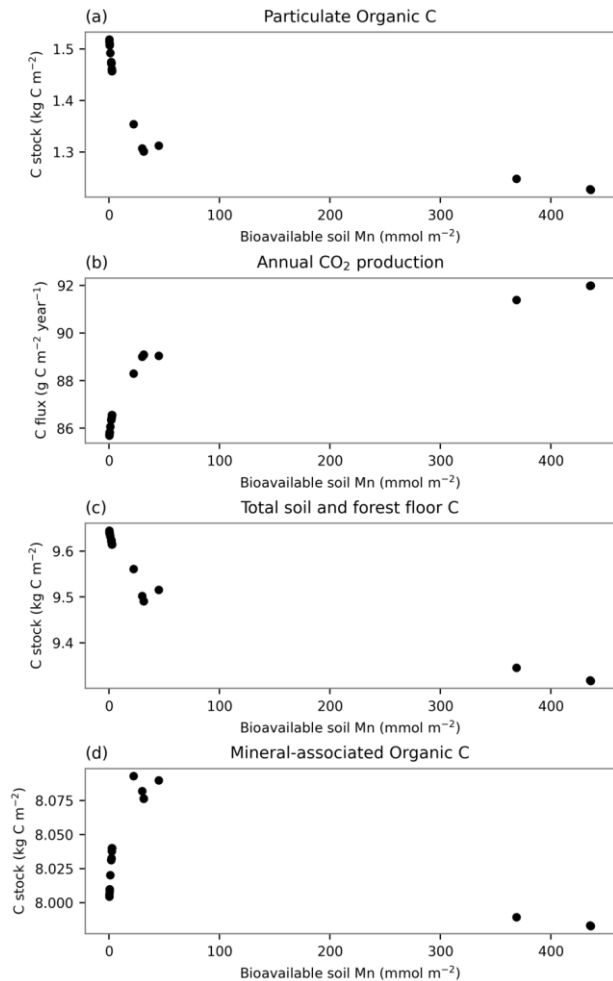 (a) Particulate Organic C
1.5
1.4
1.3
C stock (kg C m⁻²)
0 100 200 300 400
Bioavailable soil Mn (mmol m⁻²)
(b) Annual CO₂ production
92
90
88
86
C flux (g C m⁻² year⁻¹)
0 100 200 300 400
Bioavailable soil Mn (mmol m⁻²)
(c) Total soil and forest floor C
9.6
9.5
9.4
C stock (kg C m⁻²)
0 100 200 300 400
Bioavailable soil Mn (mmol m⁻²)
(d) Mineral-associated Organic C
8.075
8.050
8.025
8.000
C stock (kg C m⁻²)
0 100 200 300 400
Bioavailable soil Mn (mmol m⁻²)